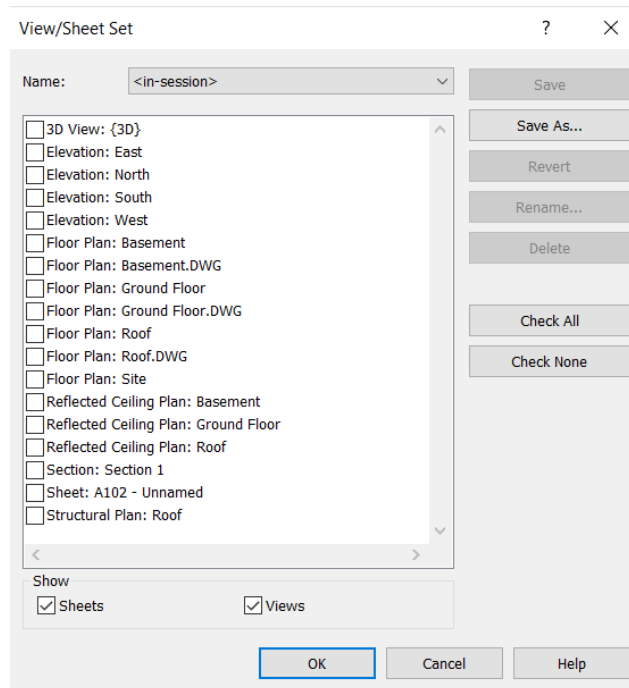 View/Sheet Set ?
Name: <in-session>
Save
Save As...
Revert
Rename...
Delete
Check All
Check None
3D View: {3D}
Elevation: East
Elevation: North
Elevation: South
Elevation: West
Floor Plan: Basement
Floor Plan: Basement.DWG
Floor Plan: Ground Floor
Floor Plan: Ground Floor.DWG
Floor Plan: Roof
Floor Plan: Roof.DWG
Floor Plan: Site
Reflected Ceiling Plan: Basement
Reflected Ceiling Plan: Ground Floor
Reflected Ceiling Plan: Roof
Section: Section 1
Sheet: A102 - Unnamed
Structural Plan: Roof
Show
Sheets Views
OK Cancel Help